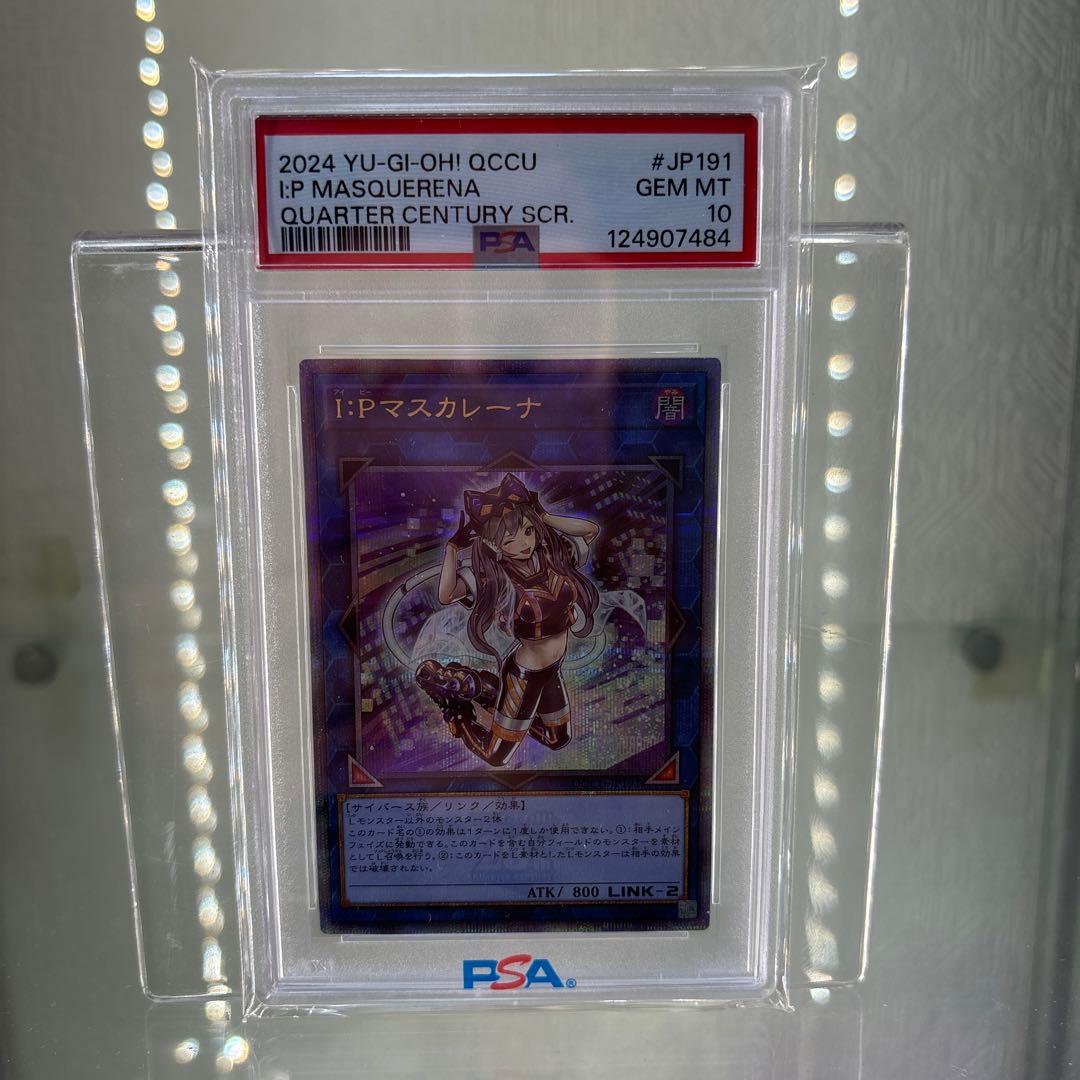 2024 YU-GI-OH! QCCU #JP191
I:P MASQUERENA GEM MT
QUARTER CENTURY SCR. 10
PSA 124907484
アイ ピー
I:Pマスカレーナ
やみ
闇
【サイバース族／リンク／効果】
Lモンスター以外のモンスター2体
このカード名の①の効果は1ターンに1度しか使用できない。①：相手メイン
フェイズに発動できる。このカードを含む自分フィールドのモンスターを素材
としてL召喚を行う。②：このカードをL素材としたLモンスターは相手の効果
では破壊されない。
ATK/ 800 LINK-2
PSA®